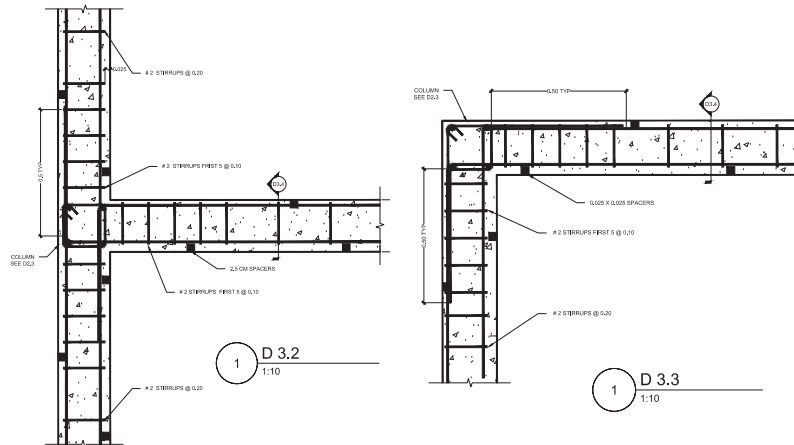 # 2 STIRRUPS @ 0.20
0.025
0.5 TYP
# 2 STIRRUPS FRIST 5 @ 0.10
D3.4
COLUMN
SEE D2.3
2.5 CM SPACERS
# 2 STIRRUPS FIRST 5 @ 0.10
# 2 STIRRUPS @ 0.20
1
D 3.2
1:10
COLUMN
SEE D2.3
0.50 TYP
D3.4
0.025 X 0.025 SPACERS
0.50 TYP
# 2 STIRRUPS FIRST 5 @ 0.10
# 2 STIRRUPS @ 0.20
1
D 3.3
1:10